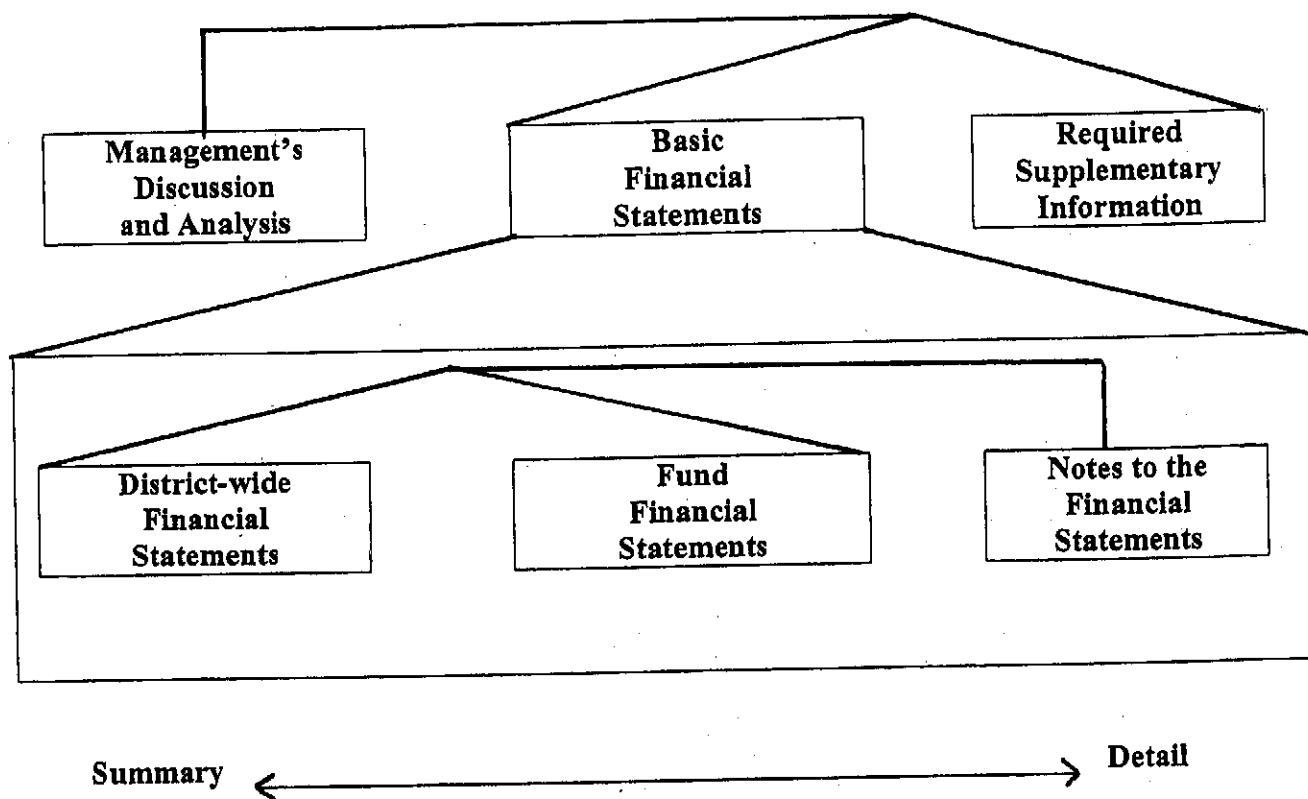 Management's
Discussion
and Analysis
Basic
Financial
Statements
Required
Supplementary
Information
District-wide
Financial
Statements
Fund
Financial
Statements
Notes to the
Financial
Statements
Summary
Detail